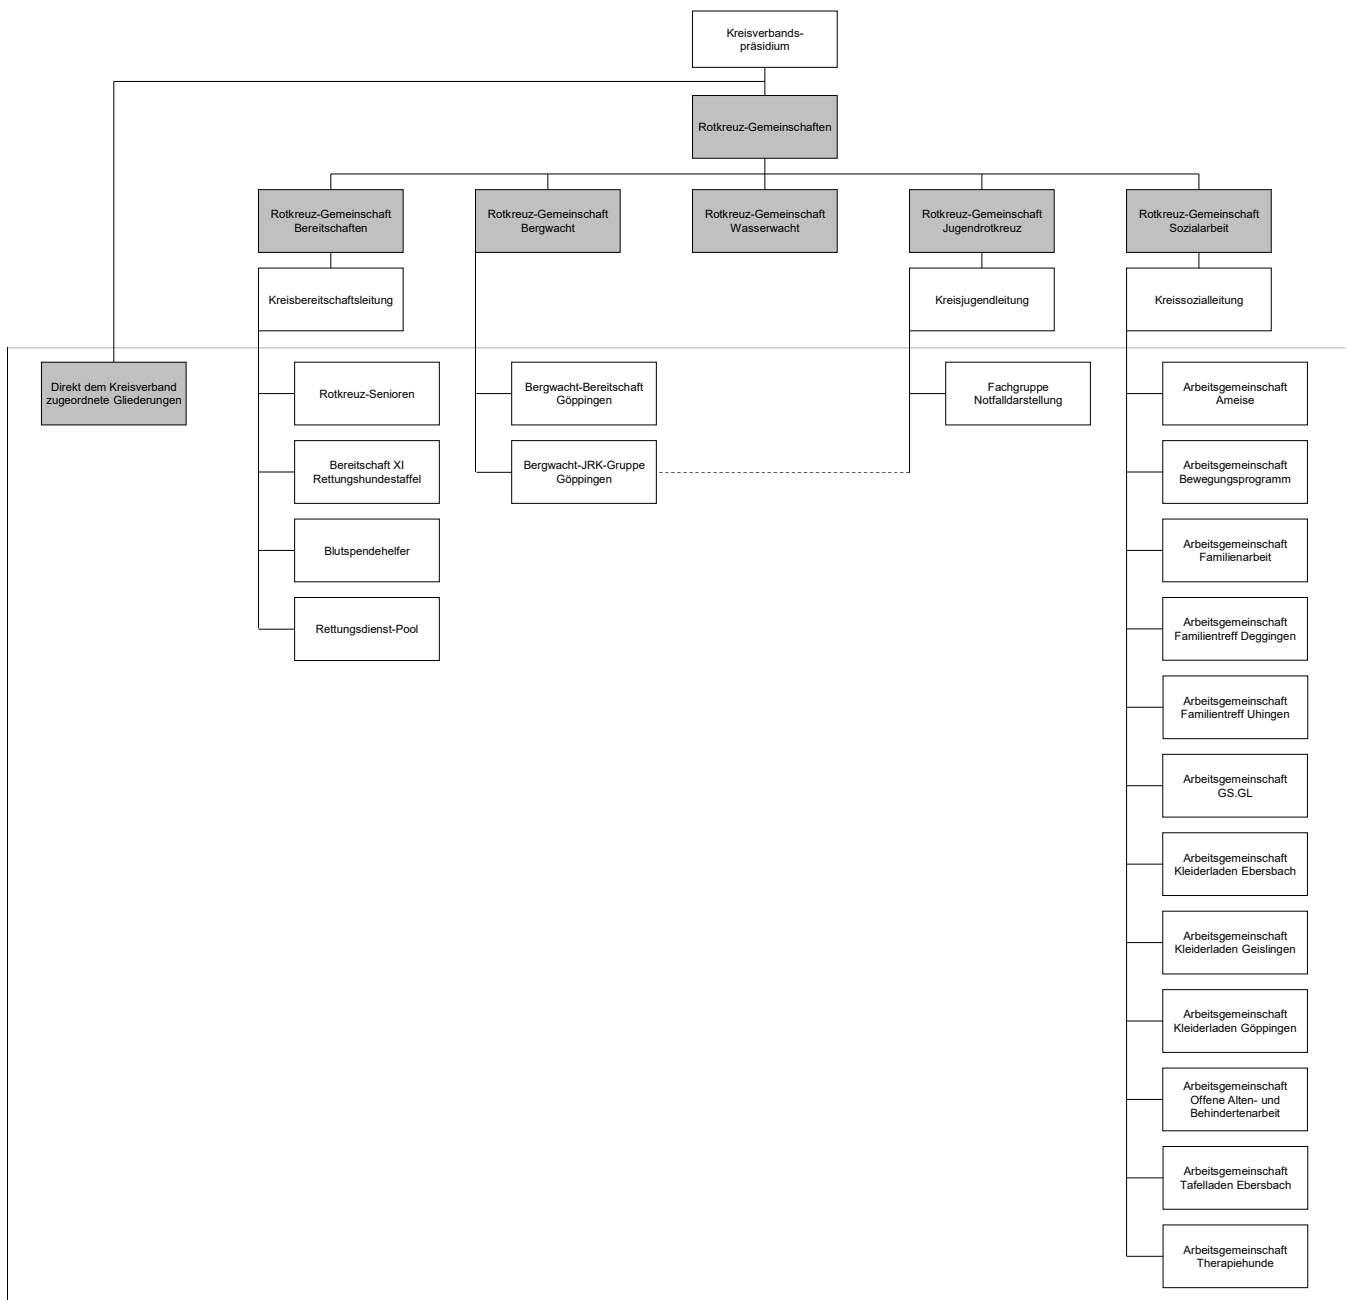 Kreisverbands-
präsidium
Rotkreuz-Gemeinschaften
Rotkreuz-Gemeinschaft
Bereitschaften
Rotkreuz-Gemeinschaft
Bergwacht
Rotkreuz-Gemeinschaft
Wasserwacht
Rotkreuz-Gemeinschaft
Jugendrotkreuz
Rotkreuz-Gemeinschaft
Sozialarbeit
Kreisbereitschaftsleitung
Kreisjugendleitung
Kreissozialleitung
Direkt dem Kreisverband
zugeordnete Gliederungen
Rotkreuz-Senioren
Bereitschaft XI
Rettungshundestaffel
Blutspendehelfer
Rettungsdienst-Pool
Bergwacht-Bereitschaft
Göppingen
Bergwacht-JRK-Gruppe
Göppingen
Fachgruppe
Notfalldarstellung
Arbeitsgemeinschaft
Ameise
Arbeitsgemeinschaft
Bewegungsprogramm
Arbeitsgemeinschaft
Familienarbeit
Arbeitsgemeinschaft
Familientreff Deggingen
Arbeitsgemeinschaft
Familientreff Uhingen
Arbeitsgemeinschaft
GS.GL
Arbeitsgemeinschaft
Kleiderladen Ebersbach
Arbeitsgemeinschaft
Kleiderladen Geislingen
Arbeitsgemeinschaft
Kleiderladen Göppingen
Arbeitsgemeinschaft
Offene Alten- und
Behindertenarbeit
Arbeitsgemeinschaft
Tafelladen Ebersbach
Arbeitsgemeinschaft
Therapiehunde